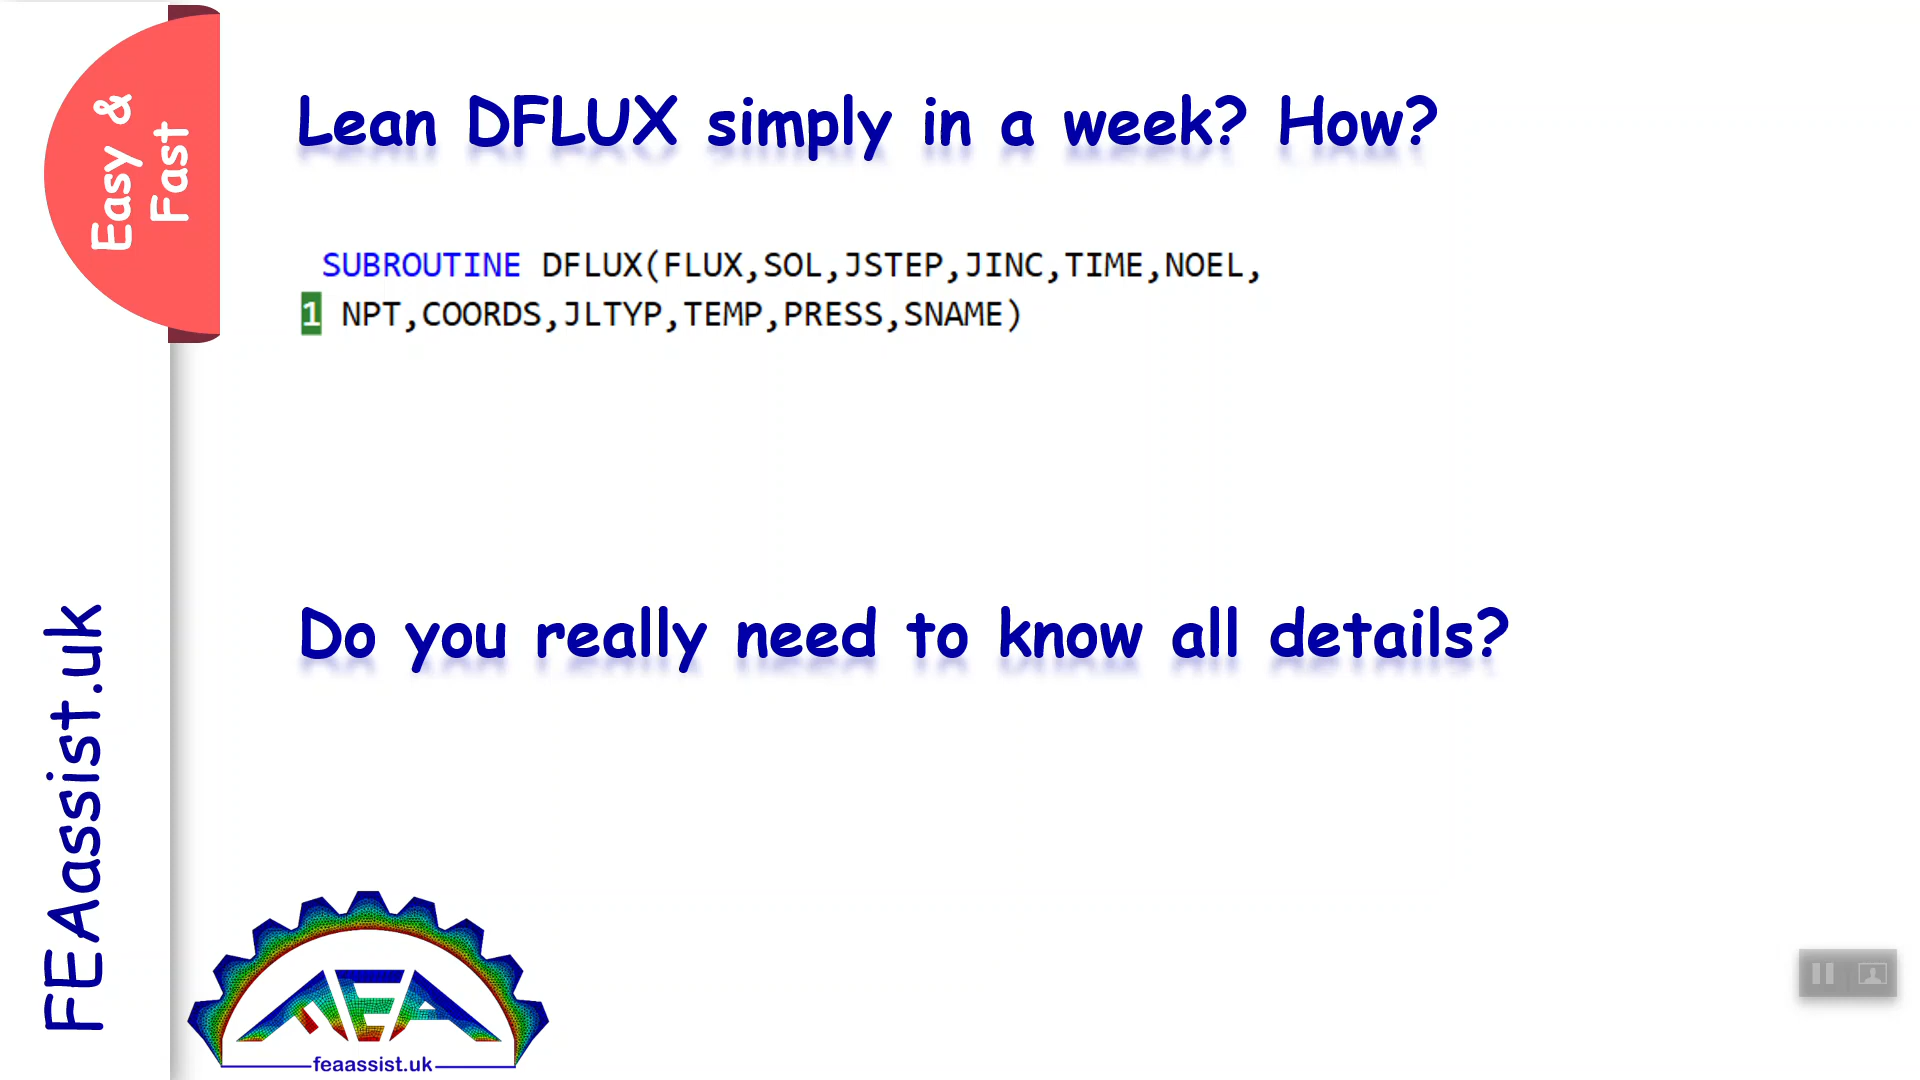 Easy &
Fast
Lean DFLUX simply in a week? How?
SUBROUTINE DFLUX(FLUX,SOL,JSTEP,JINC,TIME,NOEL,
1 NPT,COORDS,JLTYP,TEMP,PRESS,SNAME)
Do you really need to know all details?
FEAassist.uk
FEA
feaassist.uk